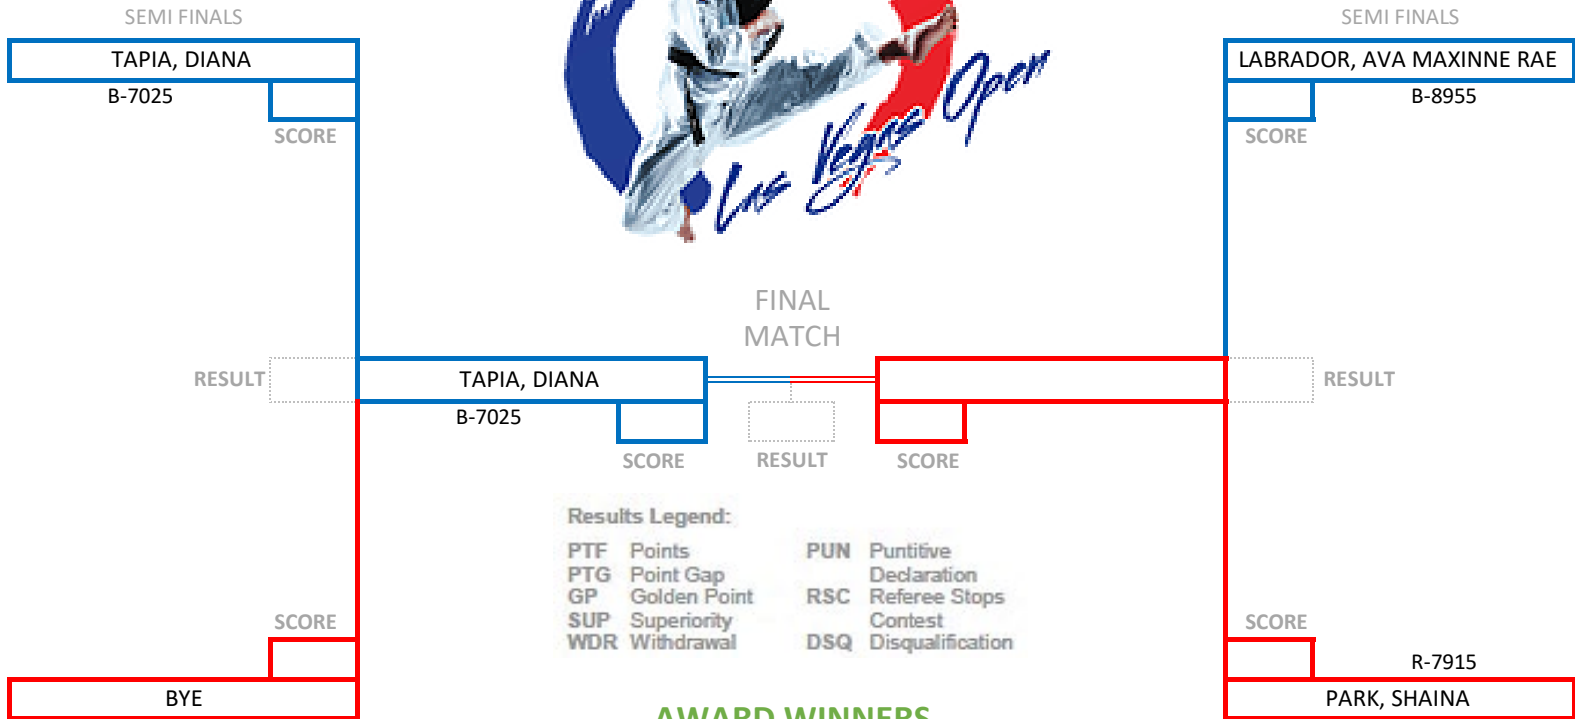 SEMI FINALS
SEMI FINALS
TAPIA, DIANA
LABRADOR, AVA MAXINNE RAE
B-7025
B-8955
SCORE
SCORE
Las Vegas Open
FINAL
MATCH
RESULT
TAPIA, DIANA
RESULT
B-7025
SCORE
RESULT
SCORE
Results Legend:
PTF Points
PTG Point Gap
GP Golden Point
SUP Superiority
WDR Withdrawal
PUN Puntitive
Declaration
RSC Referee Stops
Contest
DSQ Disqualification
SCORE
SCORE
R-7915
BYE
PARK, SHAINA
AWARD WINNERS